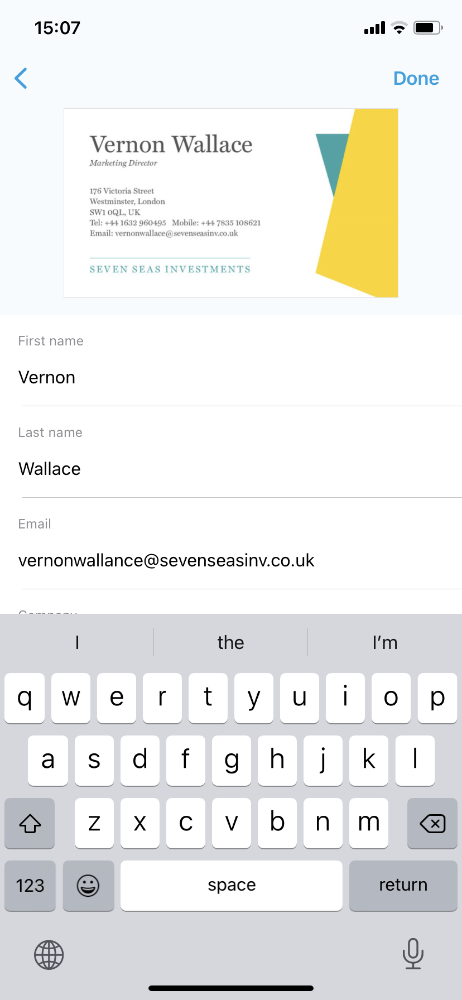 15:07
Done
Vernon Wallace
Marketing Director
176 Victoria Street
Westminster, London
SW1 0QL, UK
Tel: +44 1632 960495 Mobile: +44 7835 108621
Email: vernonwallace@sevenseasinv.co.uk
SEVEN SEAS INVESTMENTS
First name
Vernon
Last name
Wallace
Email
vernonwallance@sevenseasinv.co.uk
Company
I the I'm
q w e r t y u i o p
a s d f g h j k l
z x c v b n m
123 space return